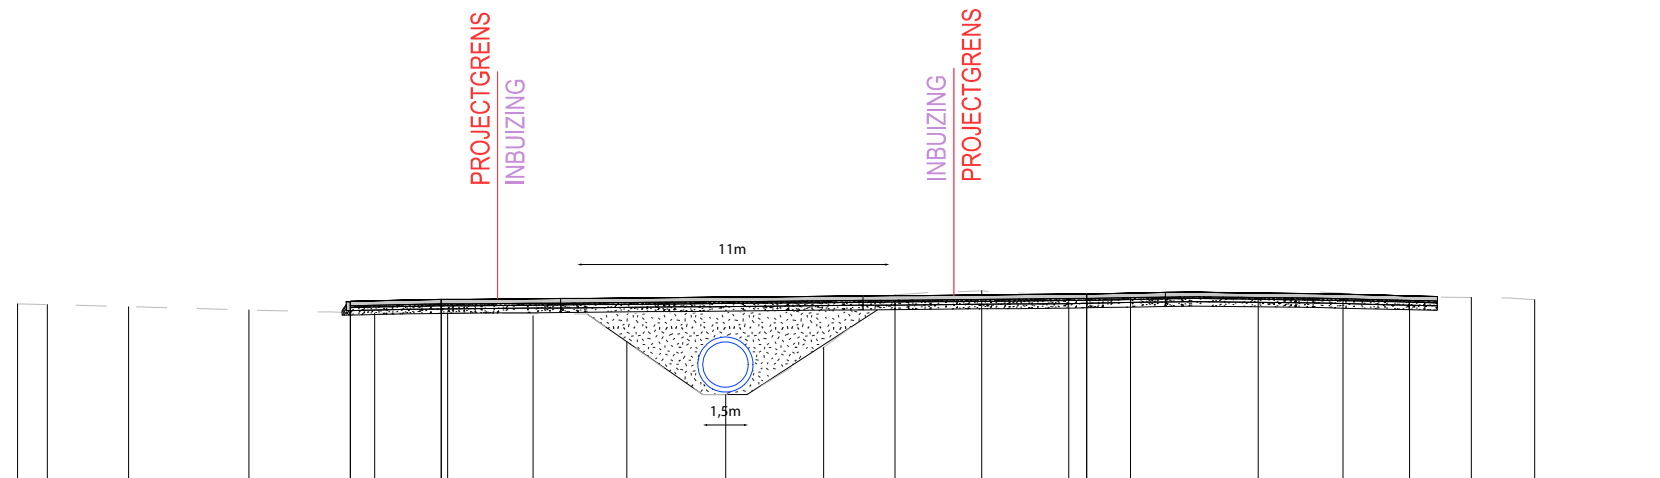 PROJECTGRENS
INBUIZING
INBUIZING
PROJECTGRENS
11m
1,5m